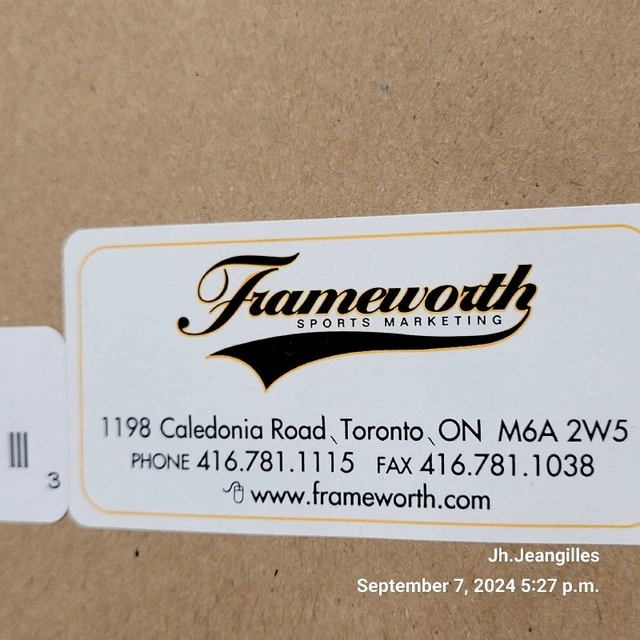 Frameworth
SPORTS MARKETING
1198 Caledonia Road、Toronto、ON M6A 2W5
PHONE 416.781.1115 FAX 416.781.1038
www.frameworth.com
3
Jh.Jeangilles
September 7, 2024 5:27 p.m.